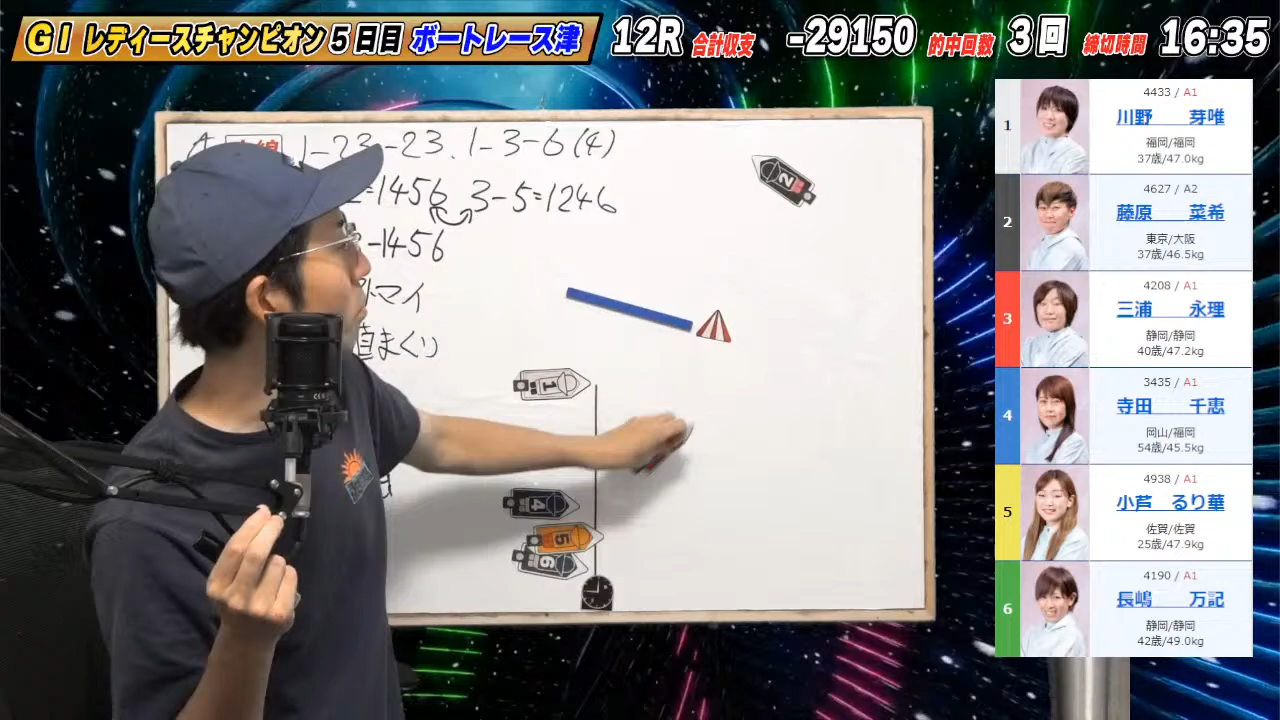 GⅠ レディースチャンピオン 5日目 ボートレース津
12R 合計収支 -29150 的中回数 3回 締切時間 16:35
1-23-23. 1-3-6(4)
=1456 3-5=1246
-1456
トマイ
直まくり
2
1
4
5
6
1
4433 / A1
川野 芽唯
福岡/福岡
37歳/47.0kg
2
4627 / A2
藤原 菜希
東京/大阪
37歳/46.5kg
3
4208 / A1
三浦 永理
静岡/静岡
40歳/47.2kg
4
3435 / A1
寺田 千恵
岡山/福岡
54歳/45.5kg
5
4938 / A1
小芦 るり華
佐賀/佐賀
25歳/47.9kg
6
4190 / A1
長嶋 万記
静岡/静岡
42歳/49.0kg